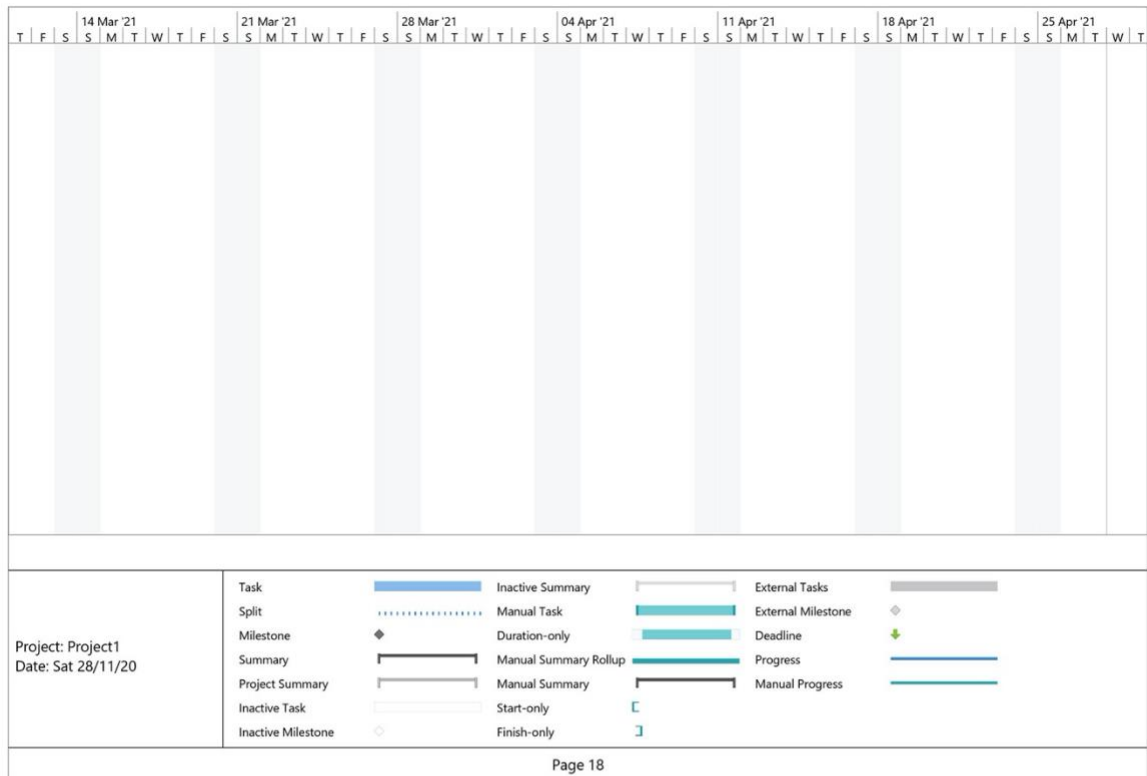 14 Mar '21 21 Mar '21 28 Mar '21 04 Apr '21 11 Apr '21 18 Apr '21 25 Apr '21
T F S S M T W T F S S M T W T F S S M T W T F S S M T W T F S S M T W T F S S M T W T F S S M T W T
Project: Project1
Date: Sat 28/11/20
Task
Split
Milestone
Summary
Project Summary
Inactive Task
Inactive Milestone
Inactive Summary
Manual Task
Duration-only
Manual Summary Rollup
Manual Summary
Start-only
Finish-only
External Tasks
External Milestone
Deadline
Progress
Manual Progress
Page 18